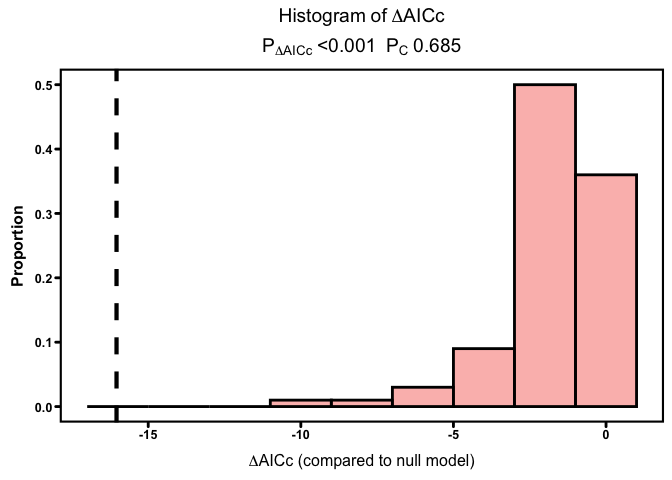 Histogram of ΔAICc
PΔAICc <0.001 PC 0.685
0.5
0.4
0.3
0.2
0.1
0.0
Proportion
-15 -10 -5 0
ΔAICc (compared to null model)